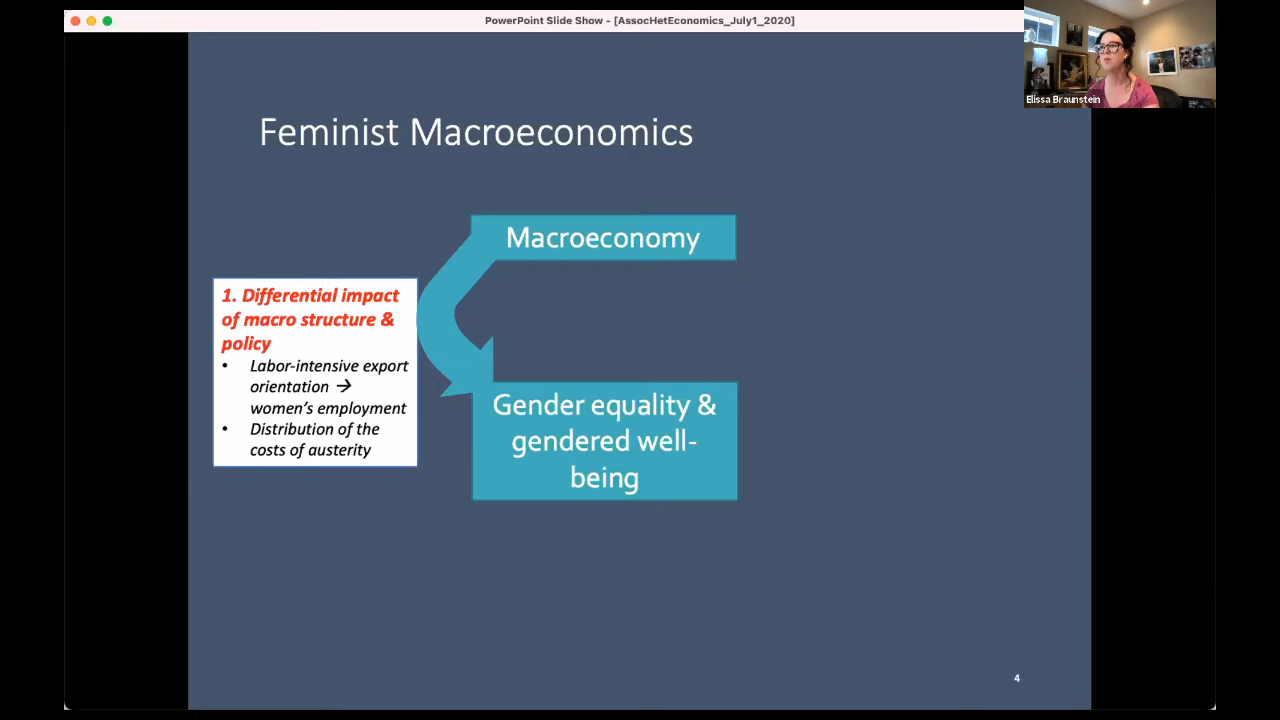 PowerPoint Slide Show - [AssocHetEconomics_July1_2020]
Elissa Braunstein
Feminist Macroeconomics
Macroeconomy
1. Differential impact
of macro structure &
policy
• Labor-intensive export
orientation →
women's employment
• Distribution of the
costs of austerity
Gender equality &
gendered well-
being
4